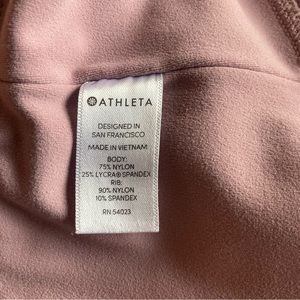 ATHLETA
DESIGNED IN
SAN FRANCISCO
MADE IN VIETNAM
BODY:
75% NYLON
25% LYCRA® SPANDEX
RIB:
90% NYLON
10% SPANDEX
RN 54023